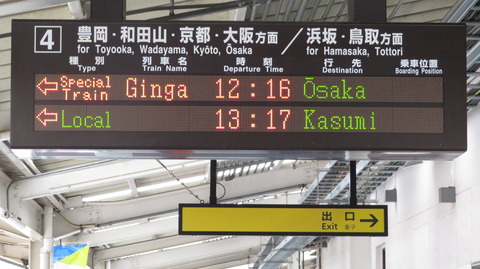 4 豊岡・和田山・京都・大阪方面 ／ 浜坂・鳥取方面
for Toyooka, Wadayama, Kyōto, Ōsaka for Hamasaka, Tottori
種別 列車名 時刻 行先 乗車位置
Type Train Name Departure Time Destination Boarding Position
Special Train Ginga 12:16 Ōsaka
Local 13:17 Kasumi
出口
Exit